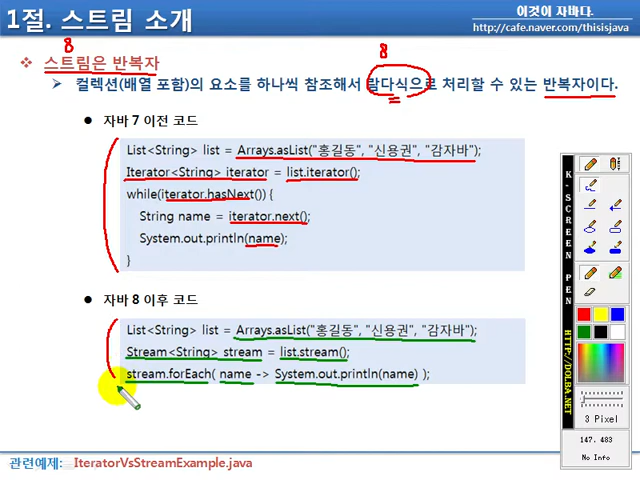 1절. 스트림 소개
이것이 자바다.
http://cafe.naver.com/thisisjava
8
8
스트림은 반복자
컬렉션(배열 포함)의 요소를 하나씩 참조해서 람다식으로 처리할 수 있는 반복자이다.
자바 7 이전 코드
List<String> list = Arrays.asList("홍길동", "신용권", "감자바");
Iterator<String> iterator = list.iterator();
while(iterator.hasNext()) {
String name = iterator.next();
System.out.println(name);
}
자바 8 이후 코드
List<String> list = Arrays.asList("홍길동", "신용권", "감자바");
Stream<String> stream = list.stream();
stream.forEach( name -> System.out.println(name) );
K-SCREEN PEN
HTTP://DOLBA.NET
3 Pixel
147. 483
No Info
관련예제: IteratorVsStreamExample.java